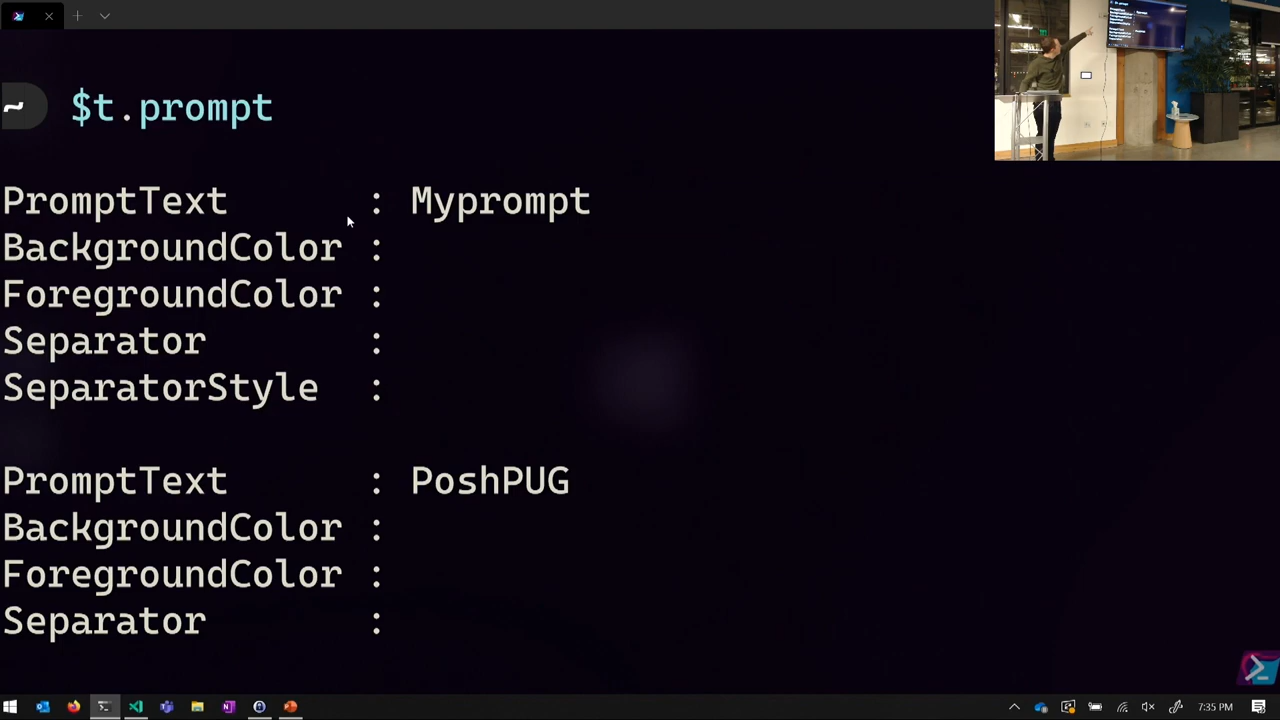 ~ $t.prompt
PromptText : Myprompt
BackgroundColor :
ForegroundColor :
Separator :
SeparatorStyle :
PromptText : PoshPUG
BackgroundColor :
ForegroundColor :
Separator :
7:35 PM